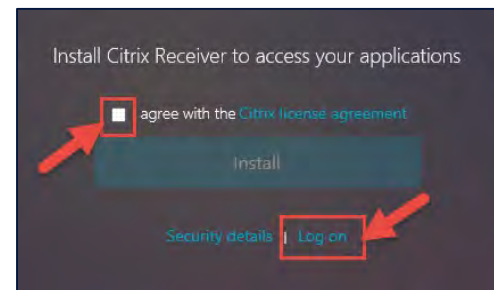 Install Citrix Receiver to access your applications
agree with the Citrix license agreement
Install
Security details | Log on